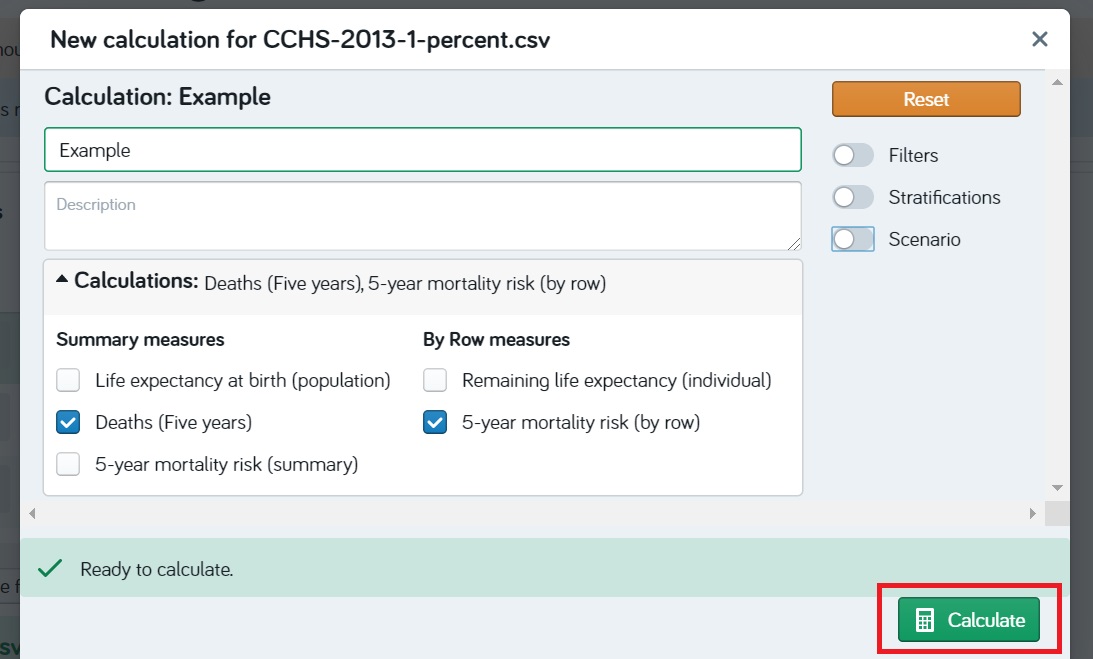 New calculation for CCHS-2013-1-percent.csv
Calculation: Example
Reset
Example
Filters
Description
Stratifications
Scenario
Calculations: Deaths (Five years), 5-year mortality risk (by row)
Summary measures
By Row measures
Life expectancy at birth (population)
Remaining life expectancy (individual)
Deaths (Five years)
5-year mortality risk (by row)
5-year mortality risk (summary)
Ready to calculate.
Calculate